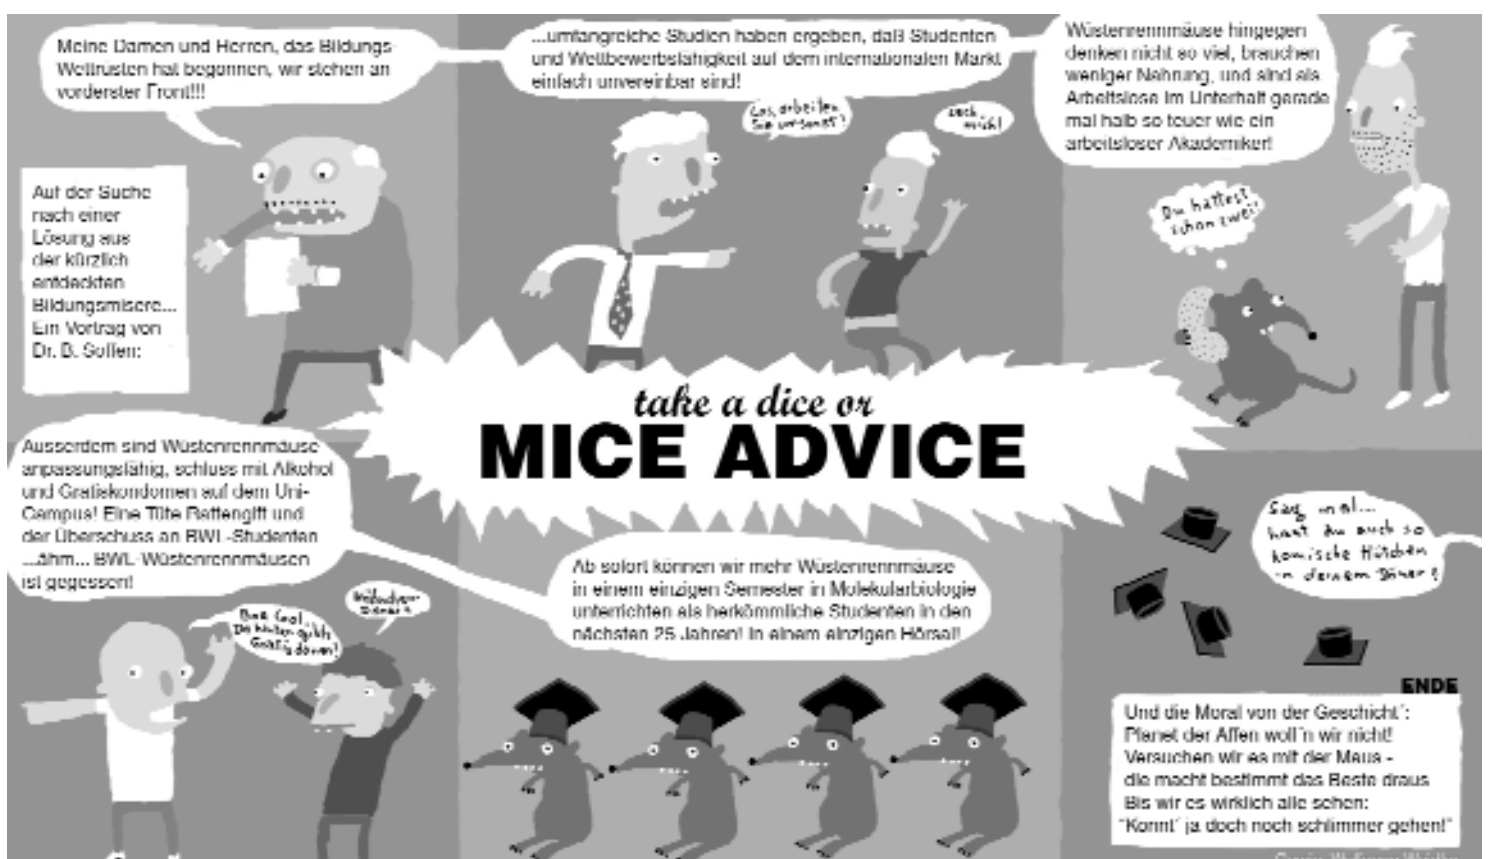 Meine Damen und Herren, das Bildungs-
Wettrüsten hat begonnen, wir stehen an
vorderster Front!!!
Auf der Suche
nach einer
Lösung aus
der kürzlich
entdeckten
Bildungsmisere...
Ein Vortrag von
Dr. B. Soffen:
...umfangreiche Studien haben ergeben, daß Studenten
und Wettbewerbsfähigkeit auf dem internationalen Markt
einfach unvereinbar sind!
Los, arbeiten
Sie umsonst!
Leck
mich!
Wüstenrennmäuse hingegen
denken nicht so viel, brauchen
weniger Nahrung, und sind als
Arbeitslose im Unterhalt gerade
mal halb so teuer wie ein
arbeitsloser Akademiker!
Du hattest
schon zwei!
take a dice or
MICE ADVICE
Ausserdem sind Wüstenrennmäuse
anpassungsfähig, schluss mit Alkohol
und Gratiskondomen auf dem Uni-
Campus! Eine Tüte Rattengift und
der Überschuss an BWL-Studenten
...ähm... BWL-Wüstenrennmäusen
ist gegessen!
Cool,
Da hinten gibts
Gratis
Ab sofort können wir mehr Wüstenrennmäuse
in einem einzigen Semester in Molekularbiologie
unterrichten als herkömmliche Studenten in den
nächsten 25 Jahren! In einem einzigen Hörsaal!
Sag mal...
hast du auch so
komische Hütchen
in deinem Döner?
ENDE
Und die Moral von der Geschicht´:
Planet der Affen woll´n wir nicht!
Versuchen wir es mit der Maus -
die macht bestimmt das Beste draus
Bis wir es wirklich alle sehen:
"Konnt´ ja doch noch schlimmer gehen!"